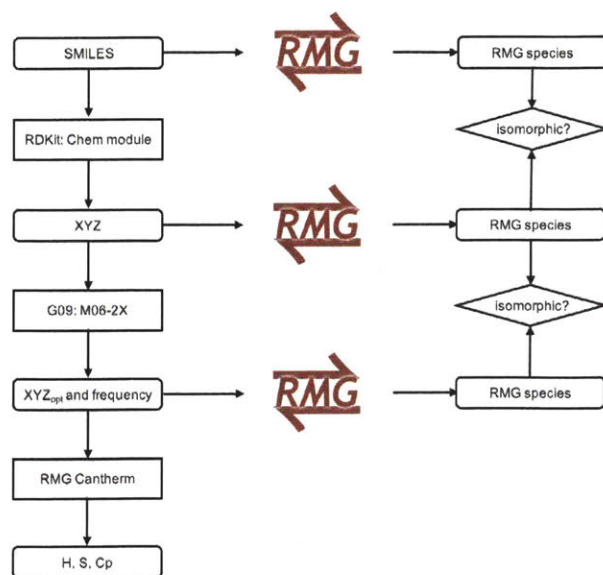 SMILES
RMG
RMG species
RDKit: Chem module
isomorphic?
XYZ
RMG
RMG species
G09: M06-2X
isomorphic?
XYZopt and frequency
RMG
RMG species
RMG Cantherm
H, S, Cp